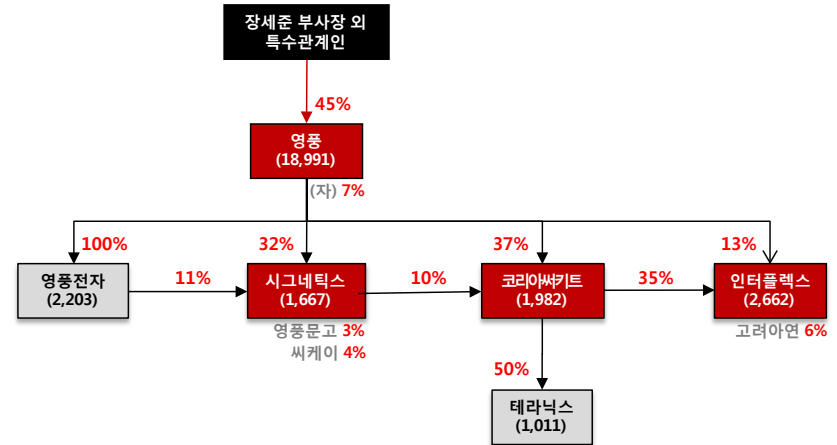 장세준 부사장 외
특수관계인
45%
영풍
(18,991)
(자) 7%
100%
32%
37%
13%
영풍전자
(2,203)
11%
시그네틱스
(1,667)
10%
코리아써키트
(1,982)
35%
인터플렉스
(2,662)
영풍문고 3%
씨케이 4%
고려아연 6%
50%
테라닉스
(1,011)